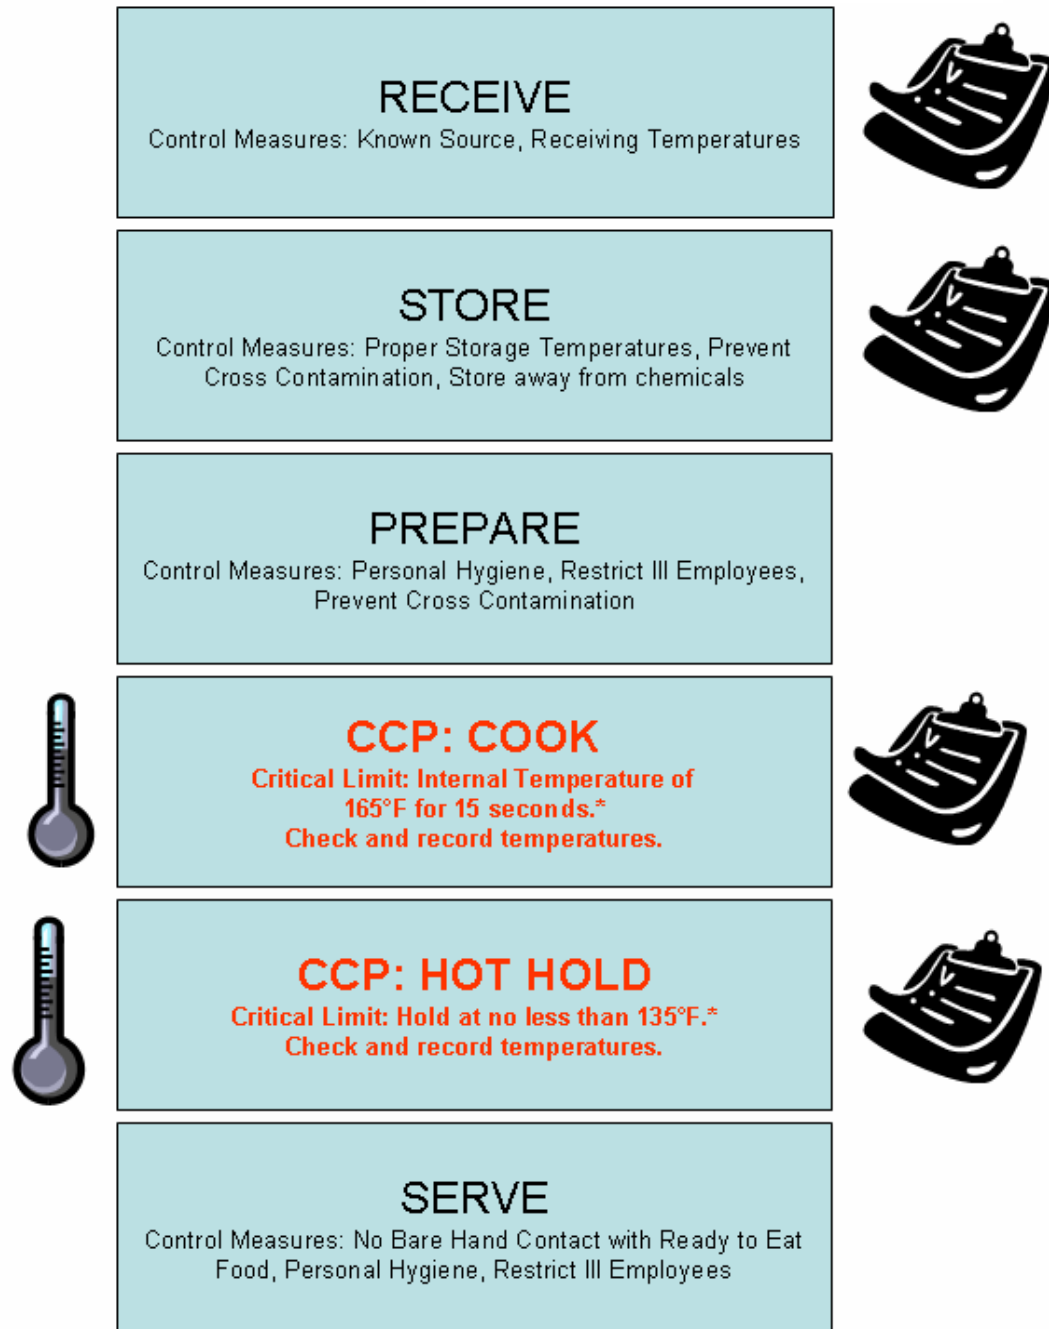 RECEIVE
Control Measures: Known Source, Receiving Temperatures
STORE
Control Measures: Proper Storage Temperatures, Prevent
Cross Contamination, Store away from chemicals
PREPARE
Control Measures: Personal Hygiene, Restrict Ill Employees,
Prevent Cross Contamination
CCP: COOK
Critical Limit: Internal Temperature of
165°F for 15 seconds.*
Check and record temperatures.
CCP: HOT HOLD
Critical Limit: Hold at no less than 135°F.*
Check and record temperatures.
SERVE
Control Measures: No Bare Hand Contact with Ready to Eat
Food, Personal Hygiene, Restrict Ill Employees